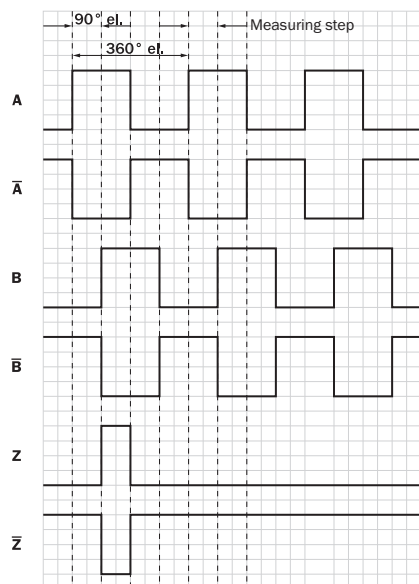 90° el.
Measuring step
360° el.
A
A̅
B
B̅
Z
Z̅